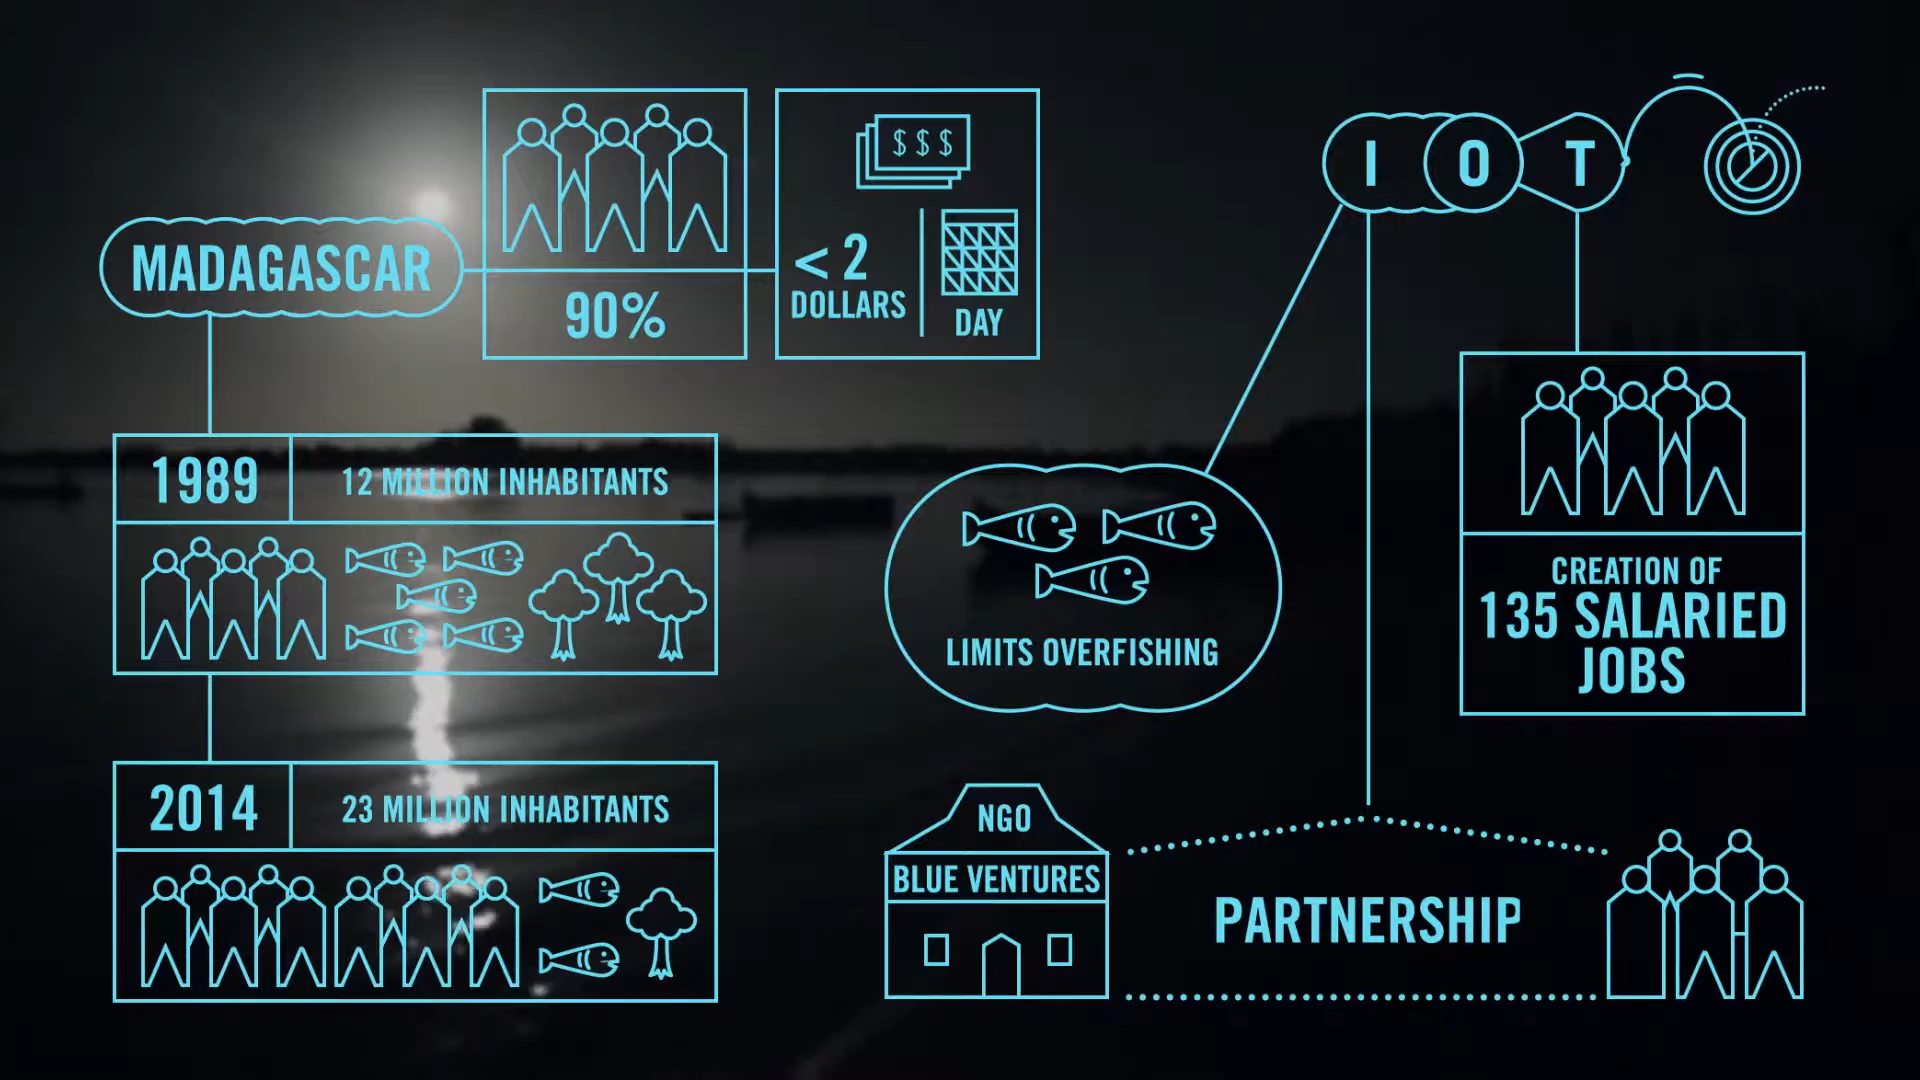 MADAGASCAR
90%
$ $ $
< 2
DOLLARS
DAY
1989
12 MILLION INHABITANTS
2014
23 MILLION INHABITANTS
I O T
LIMITS OVERFISHING
CREATION OF
135 SALARIED
JOBS
NGO
BLUE VENTURES
PARTNERSHIP